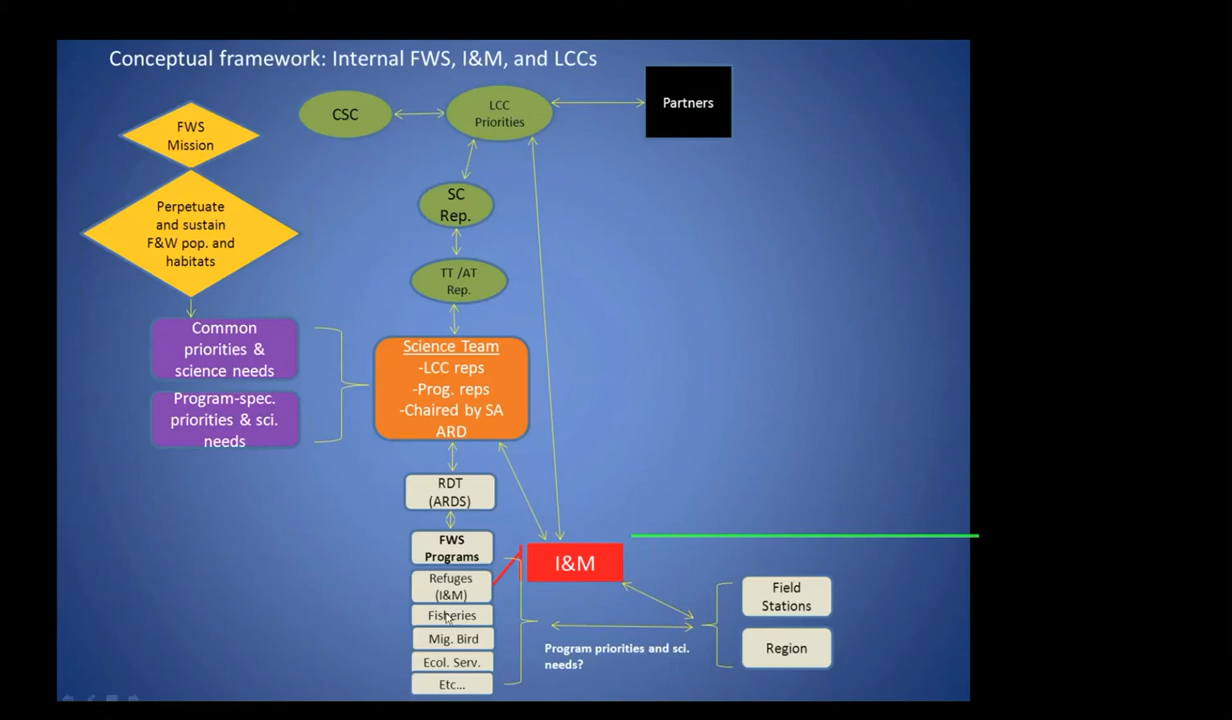 Conceptual framework: Internal FWS, I&M, and LCCs
FWS
Mission
CSC
LCC
Priorities
Partners
Perpetuate
and sustain
F&W pop. and
habitats
SC
Rep.
TT /AT
Rep.
Common
priorities &
science needs
Program-spec.
priorities & sci.
needs
Science Team
-LCC reps
-Prog. reps
-Chaired by SA
ARD
RDT
(ARDS)
FWS
Programs
Refuges
(I&M)
Fisheries
Mig. Bird
Ecol. Serv.
Etc...
I&M
Program priorities and sci.
needs?
Field
Stations
Region